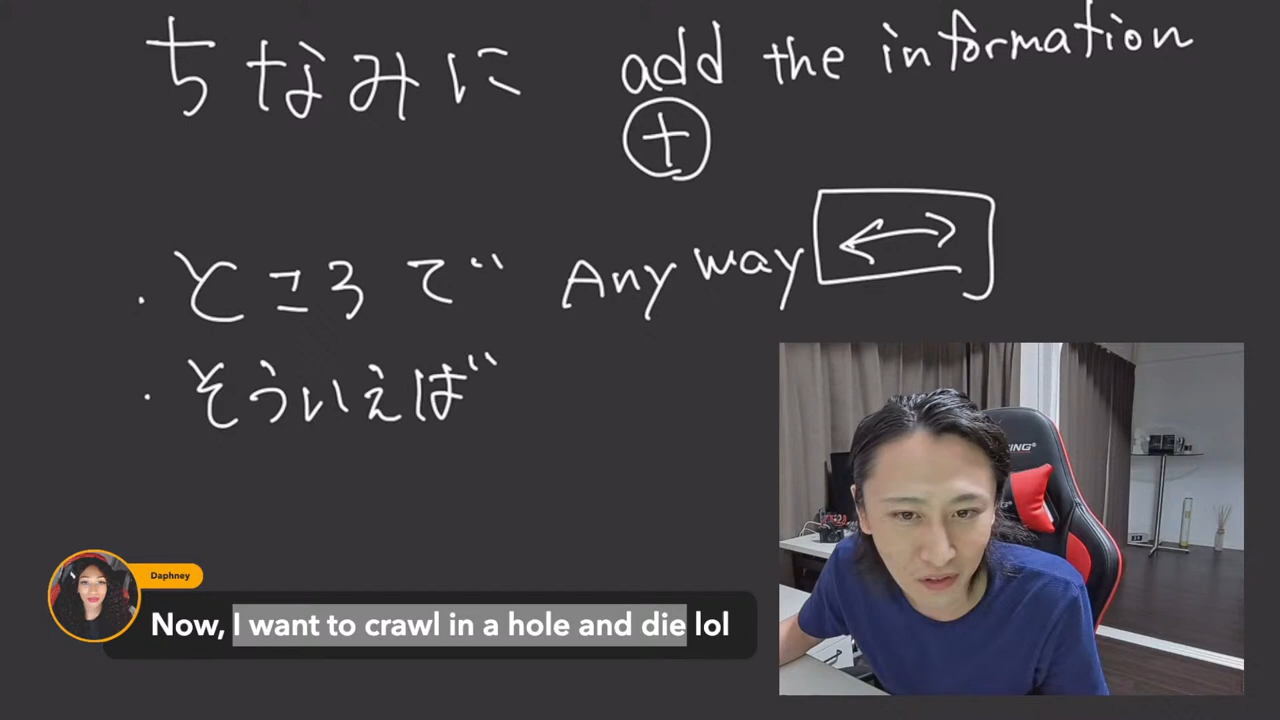 ちなみに add the information
+
・ところで Anyway ↔
・そういえば
Daphney
Now, I want to crawl in a hole and die lol